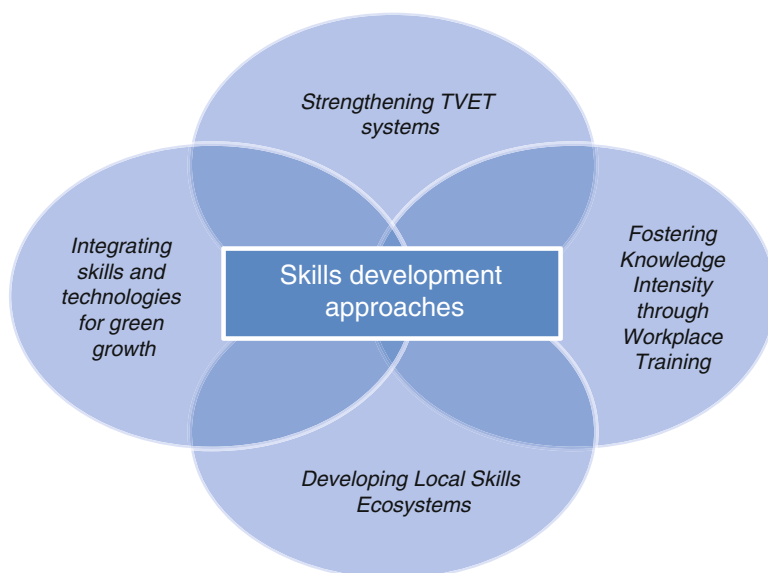 Strengthening TVET
systems
Integrating
skills and
technologies
for green
growth
Skills development
approaches
Fostering
Knowledge
Intensity
through
Workplace
Training
Developing Local Skills
Ecosystems